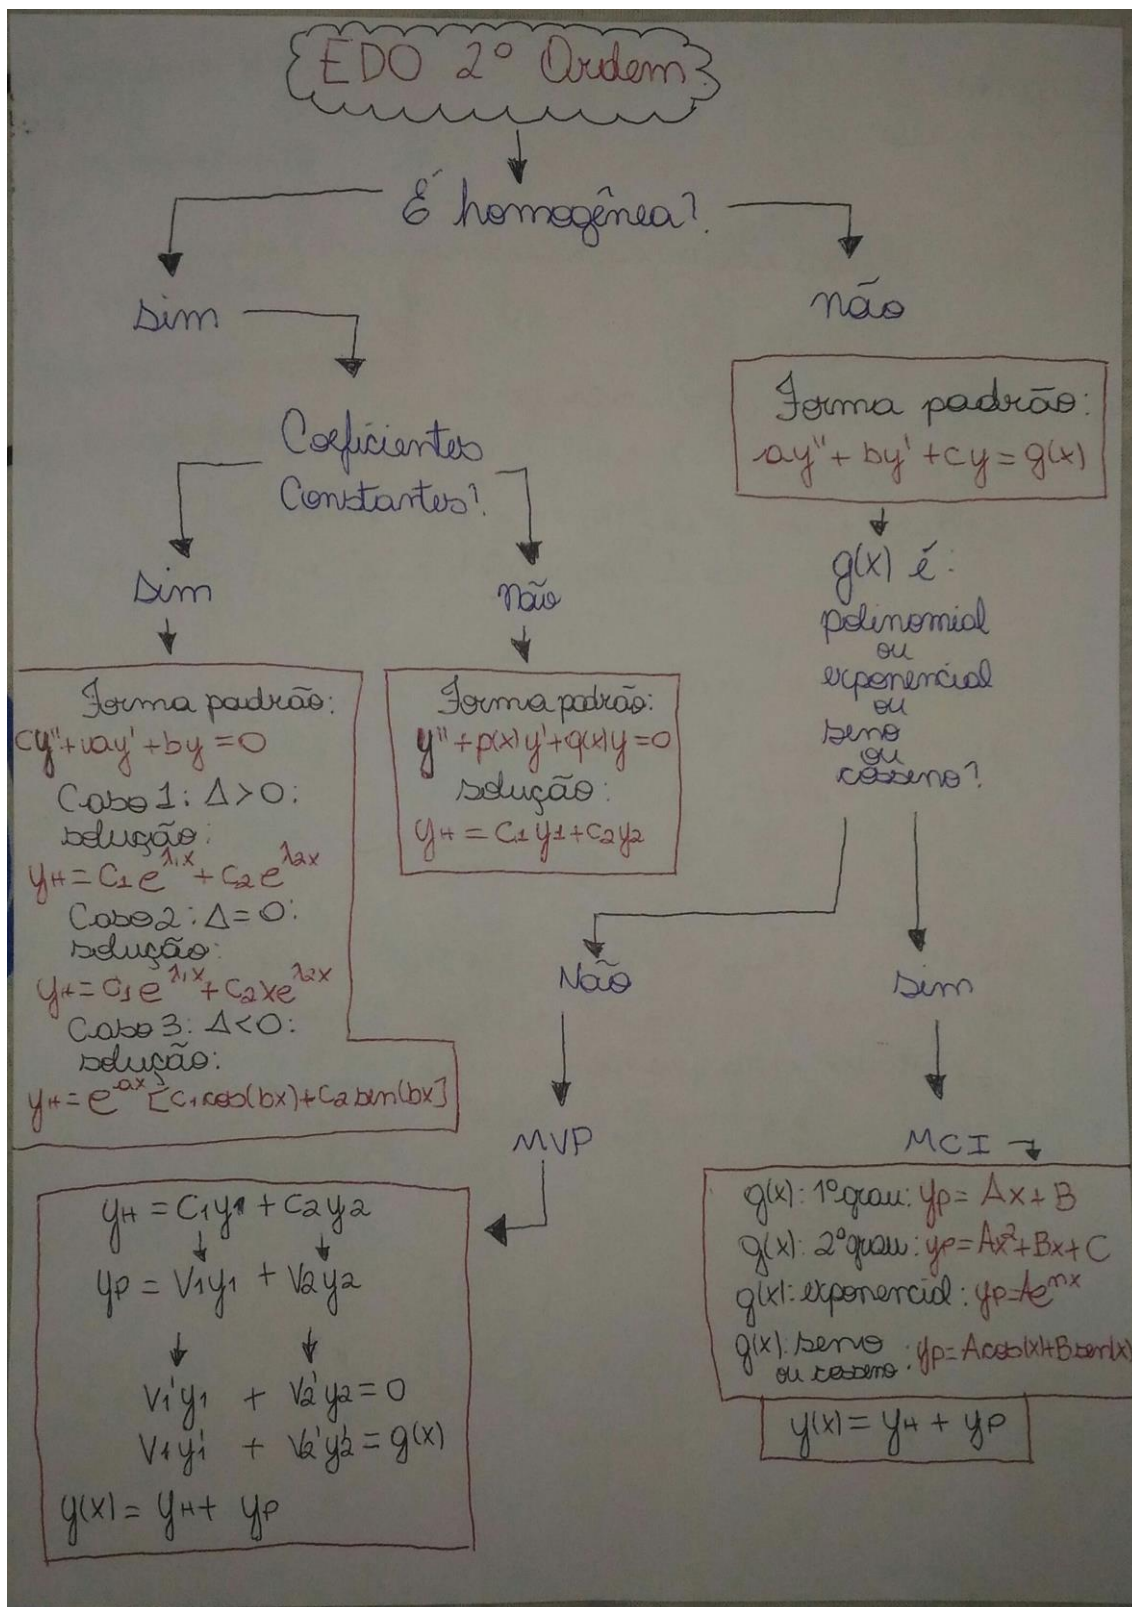 EDO 2º Ordem
É homogênea?
sim
não
Coeficientes
Constantes?
Sim
Não
Forma padrão:
cy''+ay'+by=0
Caso 1: Δ>0:
solução:
yH=C1e^λ1x+C2e^λ2x
Caso 2: Δ=0:
solução:
yH=C1e^λ1x+C2xe^λ2x
Caso 3: Δ<0:
solução:
yH=e^-ax[C1cos(bx)+C2sen(bx]
Forma padrão:
y''+p(x)y'+q(x)y=0
solução:
yH=C1y1+C2y2
Forma padrão:
ay''+by'+cy=g(x)
g(x) é:
polinomial
ou
exponencial
ou
seno
ou
cosseno?
Não
sim
MVP
MCI
yH=C1y1+C2y2
yp=V1y1+V2y2
V1'y1 + V2'y2=0
V1y1' + V2'y2'=g(x)
y(x)=yH+yp
g(x): 1º grau: yp=Ax+B
g(x): 2º grau: yp=Ax²+Bx+C
g(x): exponencial: yp=Ae^mx
g(x): seno
ou cosseno: yp=Acos(x)+Bsen(x)
y(x)=yH+yp